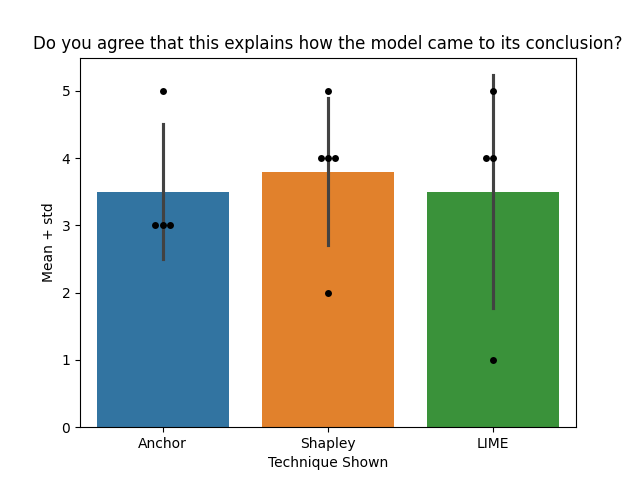 Do you agree that this explains how the model came to its conclusion?
5
4
3
2
1
0
Mean + std
Anchor
Shapley
LIME
Technique Shown